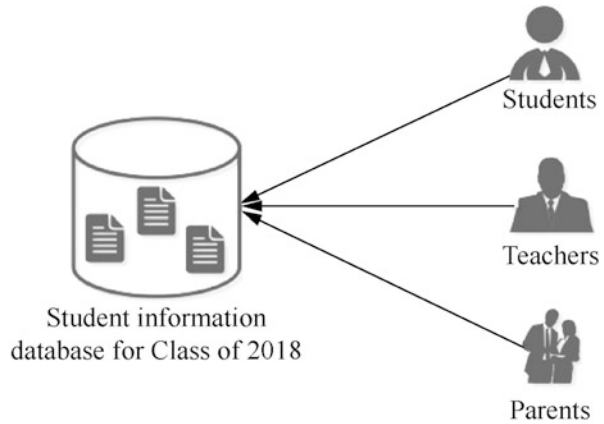 Students
Teachers
Student information
database for Class of 2018
Parents